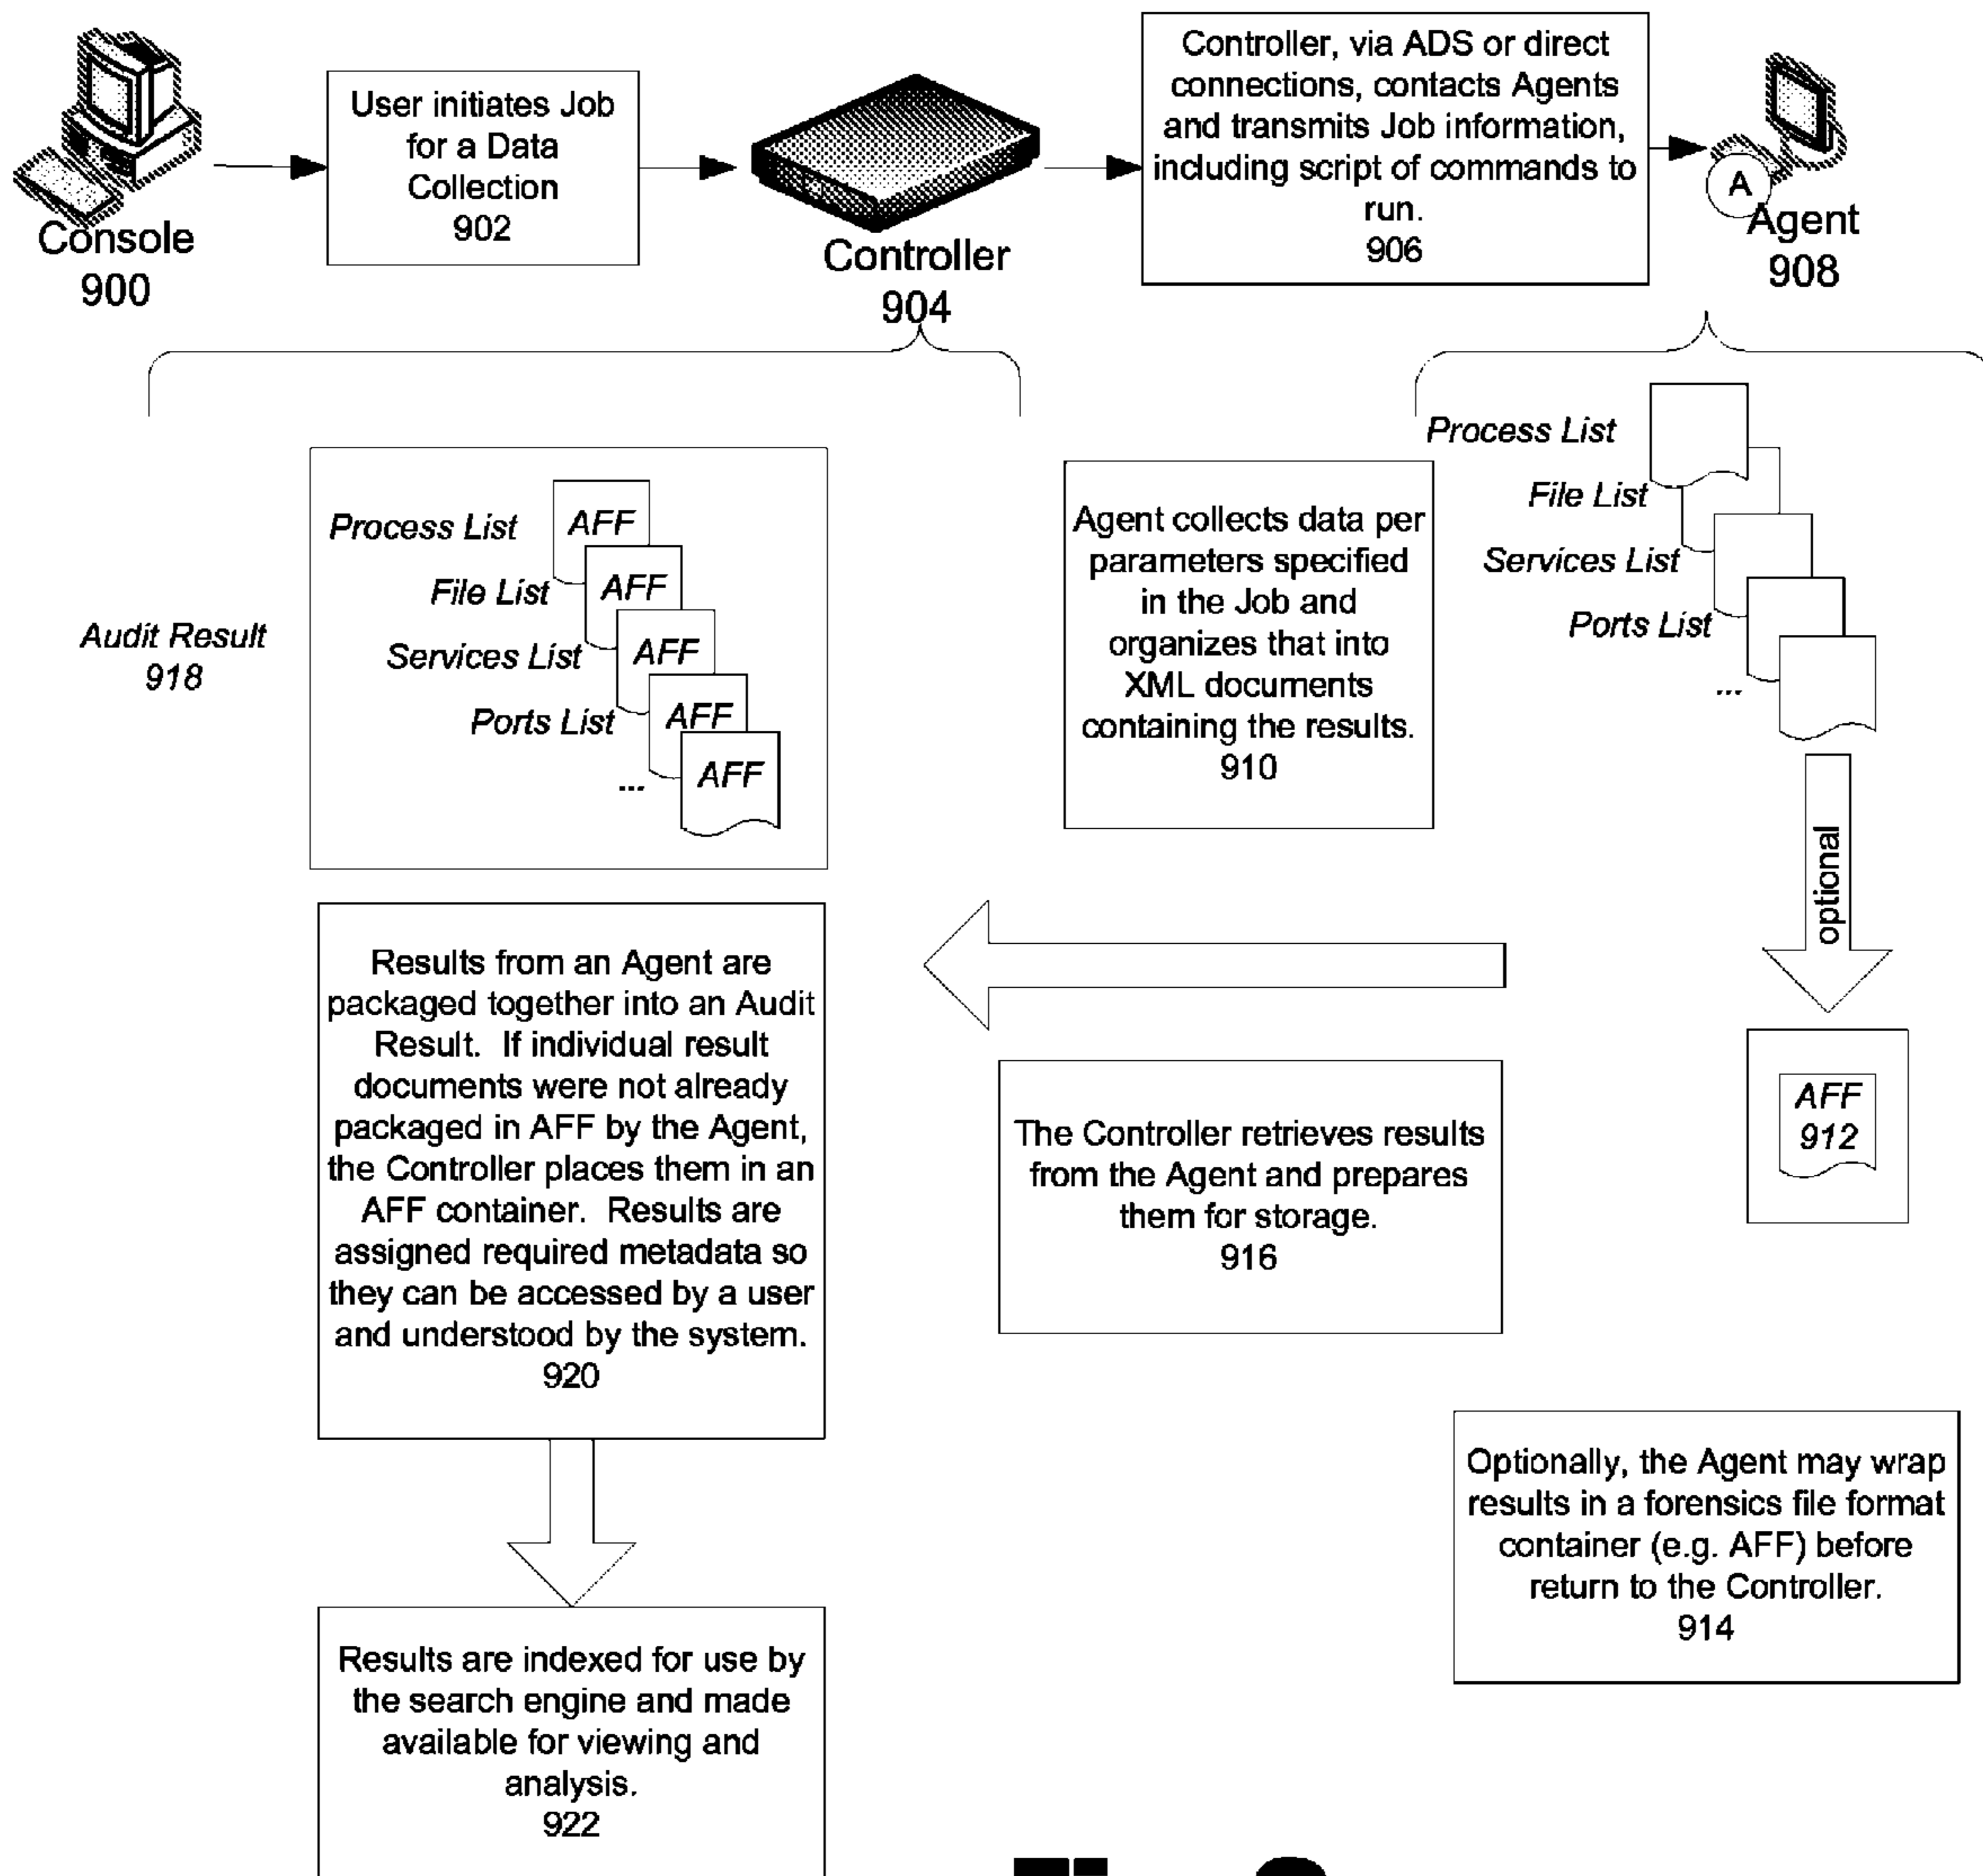 Console
900
User initiates Job
for a Data
Collection
902
Controller
904
Controller, via ADS or direct
connections, contacts Agents
and transmits Job information,
including script of commands to
run.
906
A
Agent
908
Audit Result
918
Process List
File List
Services List
Ports List
...
AFF
AFF
AFF
AFF
AFF
Agent collects data per
parameters specified
in the Job and
organizes that into
XML documents
containing the results.
910
Process List
File List
Services List
Ports List
...
optional
AFF
912
Results from an Agent are
packaged together into an Audit
Result. If individual result
documents were not already
packaged in AFF by the Agent,
the Controller places them in an
AFF container. Results are
assigned required metadata so
they can be accessed by a user
and understood by the system.
920
The Controller retrieves results
from the Agent and prepares
them for storage.
916
Optionally, the Agent may wrap
results in a forensics file format
container (e.g. AFF) before
return to the Controller.
914
Results are indexed for use by
the search engine and made
available for viewing and
analysis.
922